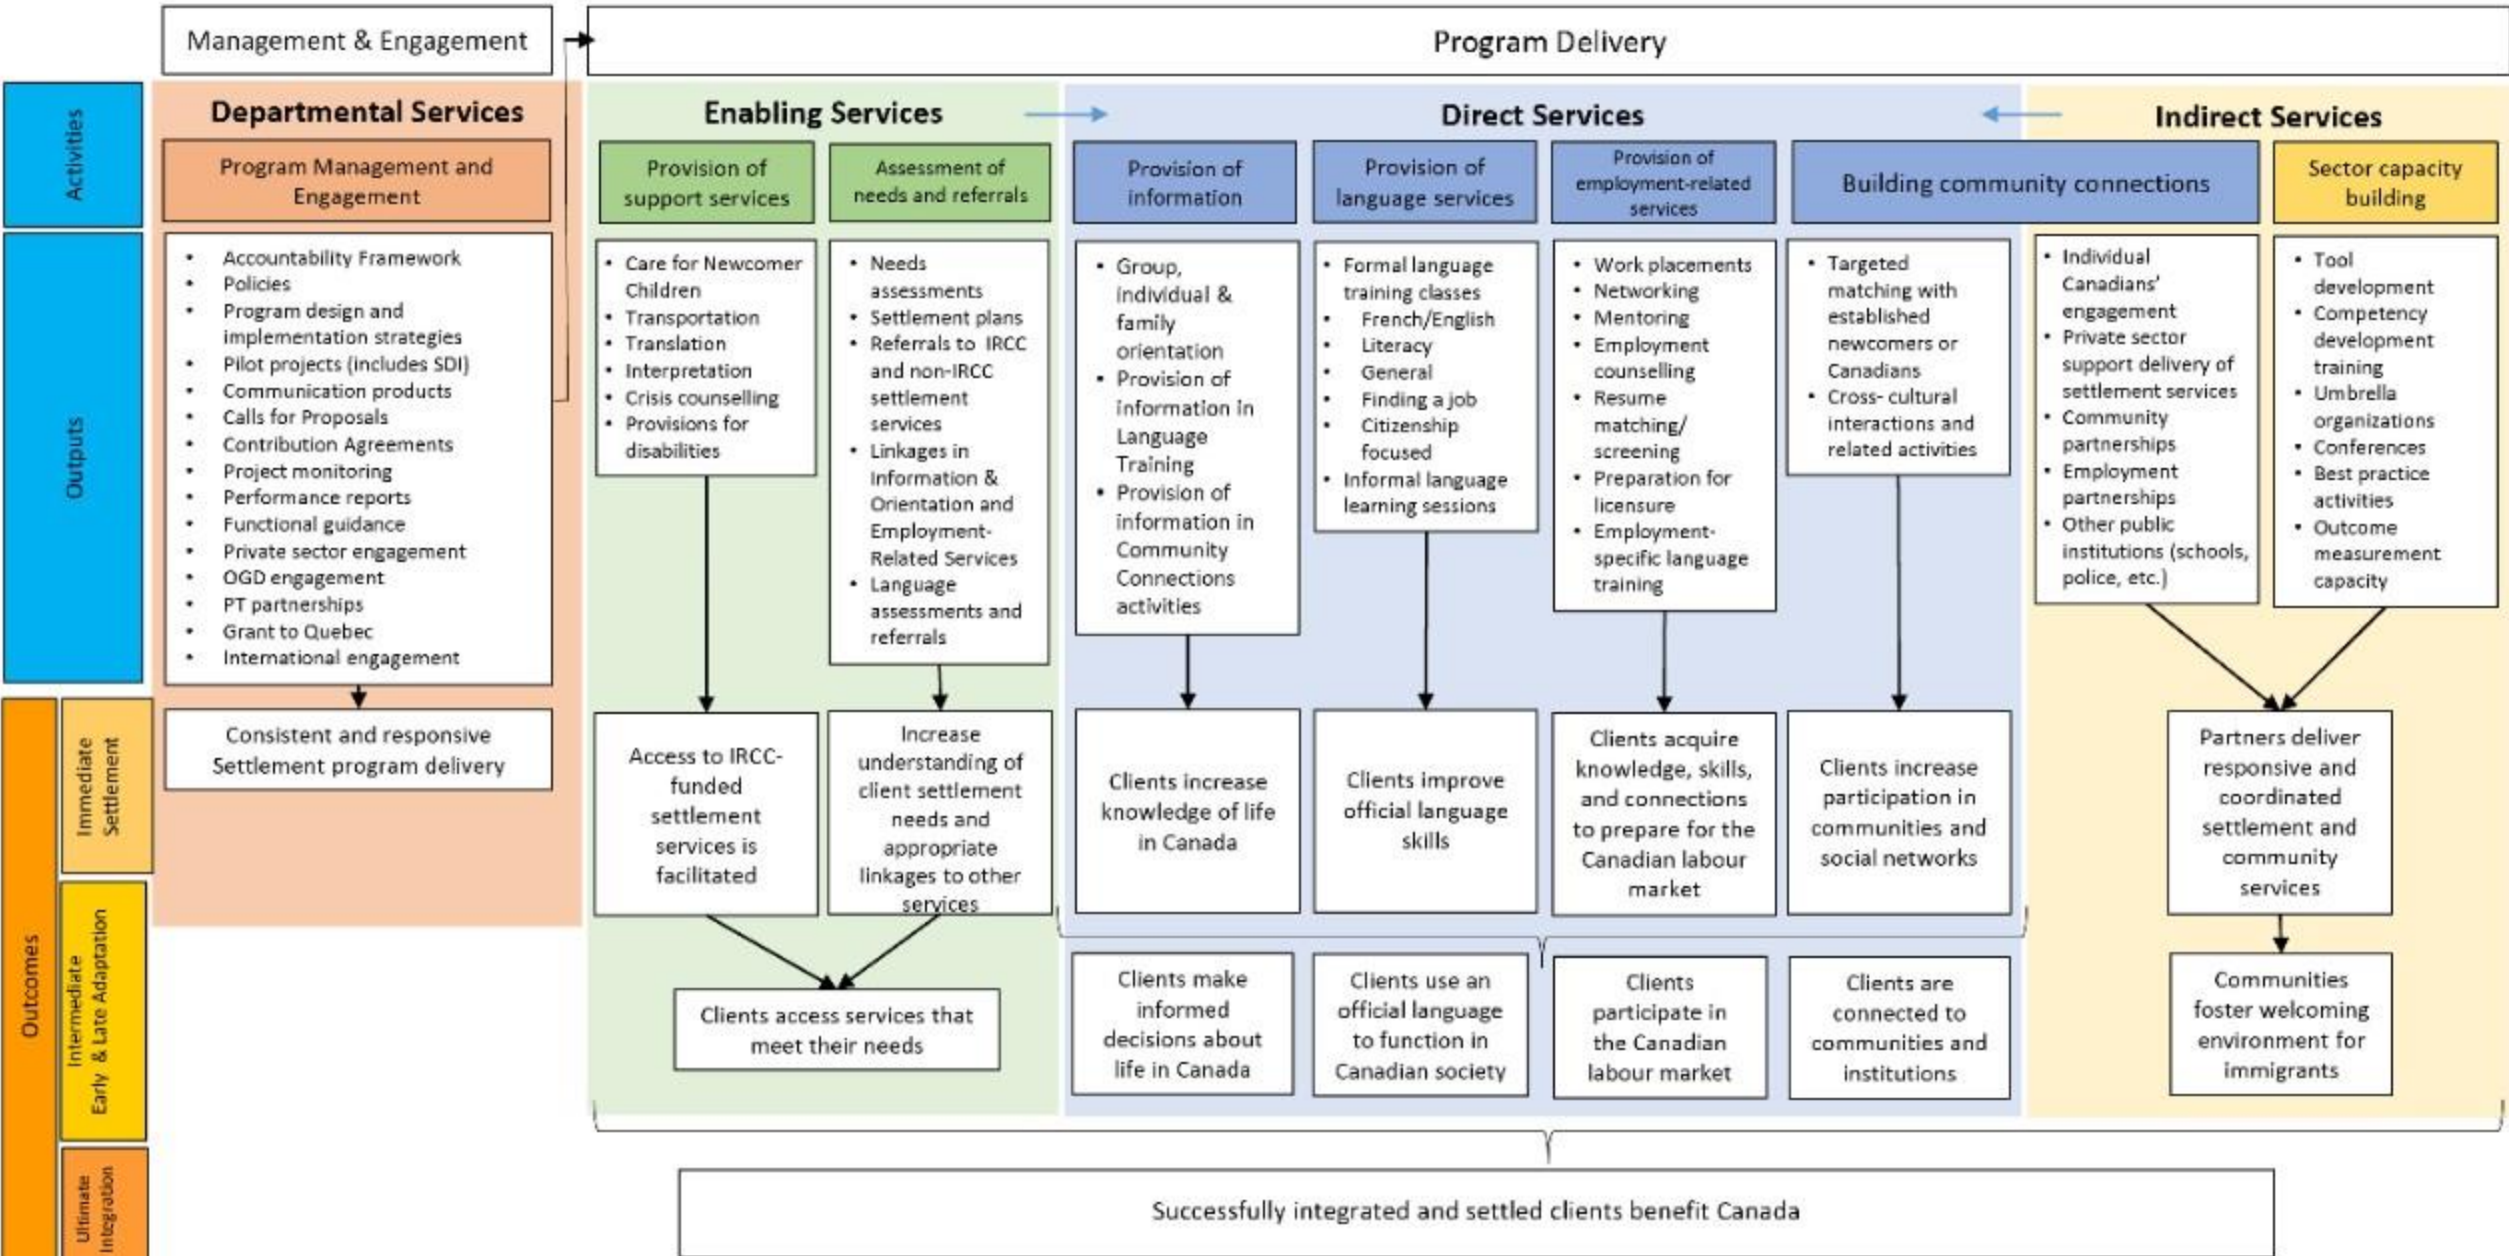 Management & Engagement
Program Delivery
Activities
Departmental Services
Enabling Services
Direct Services
Indirect Services
Program Management and
Engagement
Provision of
support services
Assessment of
needs and referrals
Provision of
information
Provision of
language services
Provision of
employment-related
services
Building community connections
Sector capacity
building
Outputs
• Accountability Framework
• Policies
• Program design and
implementation strategies
• Pilot projects (includes SDI)
• Communication products
• Calls for Proposals
• Contribution Agreements
• Project monitoring
• Performance reports
• Functional guidance
• Private sector engagement
• OGD engagement
• PT partnerships
• Grant to Quebec
• International engagement
• Care for Newcomer
Children
• Transportation
• Translation
• Interpretation
• Crisis counselling
• Provisions for
disabilities
• Needs
assessments
• Settlement plans
• Referrals to IRCC
and non-IRCC
settlement
services
• Linkages in
Information &
Orientation and
Employment-
Related Services
• Language
assessments and
referrals
• Group,
individual &
family
orientation
• Provision of
information in
Language
Training
• Provision of
information in
Community
Connections
activities
• Formal language
training classes
• French/English
• Literacy
• General
• Finding a job
• Citizenship
focused
• Informal language
learning sessions
• Work placements
• Networking
• Mentoring
• Employment
counselling
• Resume
matching/
screening
• Preparation for
licensure
• Employment-
specific language
training
• Targeted
matching with
established
newcomers or
Canadians
• Cross- cultural
interactions and
related activities
• Individual
Canadians'
engagement
• Private sector
support delivery of
settlement services
• Community
partnerships
• Employment
partnerships
• Other public
institutions (schools,
police, etc.)
• Tool
development
• Competency
development
training
• Umbrella
organizations
• Conferences
• Best practice
activities
• Outcome
measurement
capacity
Outcomes
Immediate
Settlement
Consistent and responsive
Settlement program delivery
Access to IRCC-
funded
settlement
services is
facilitated
Increase
understanding of
client settlement
needs and
appropriate
linkages to other
services
Clients increase
knowledge of life
in Canada
Clients improve
official language
skills
Clients acquire
knowledge, skills,
and connections
to prepare for the
Canadian labour
market
Clients increase
participation in
communities and
social networks
Partners deliver
responsive and
coordinated
settlement and
community
services
Intermediate
Early & Late Adaptation
Clients access services that
meet their needs
Clients make
informed
decisions about
life in Canada
Clients use an
official language
to function in
Canadian society
Clients
participate in
the Canadian
labour market
Clients are
connected to
communities and
institutions
Communities
foster welcoming
environment for
immigrants
Ultimate
Integration
Successfully integrated and settled clients benefit Canada